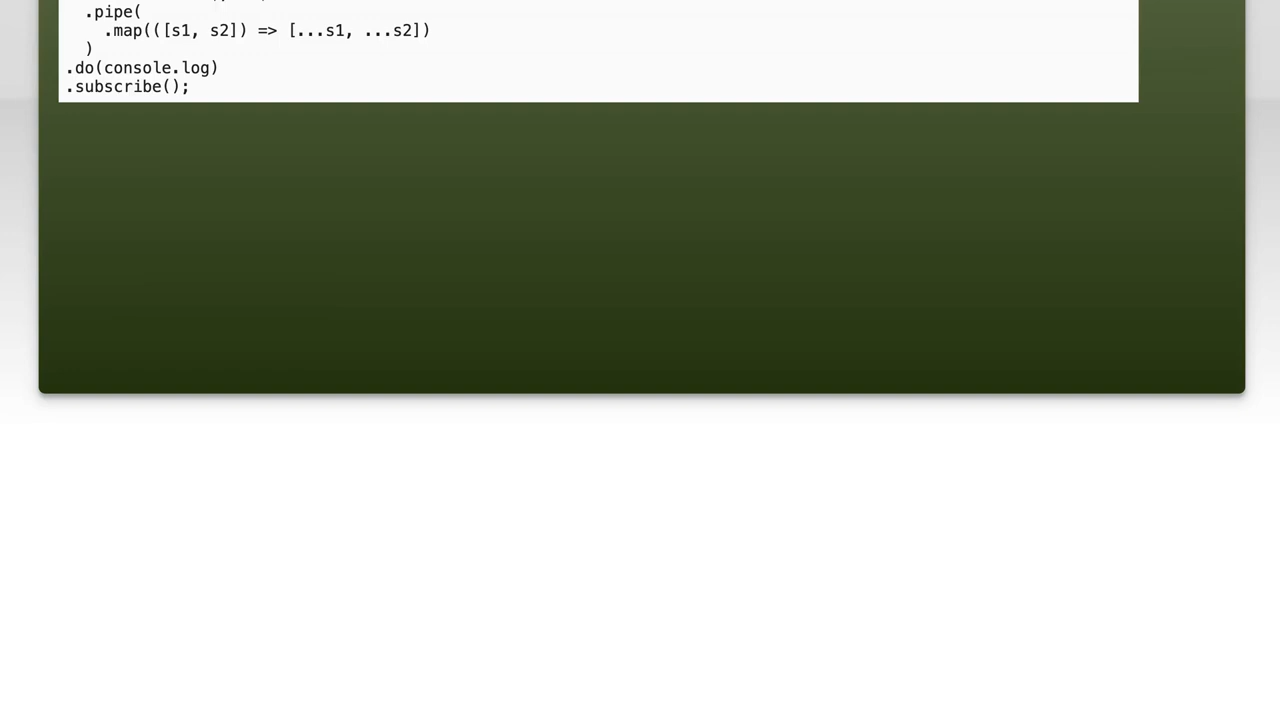 .pipe(
.map(([s1, s2]) => [...s1, ...s2])
)
.do(console.log)
.subscribe();